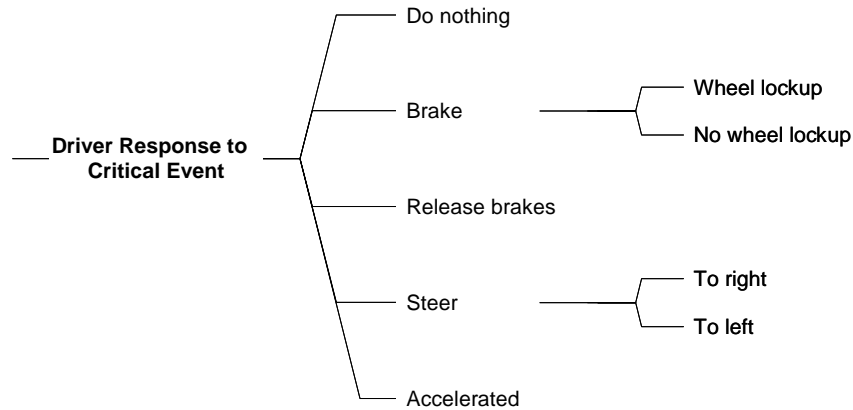 Do nothing
Brake
Wheel lockup
No wheel lockup
Driver Response to
Critical Event
Release brakes
Steer
To right
To left
Accelerated